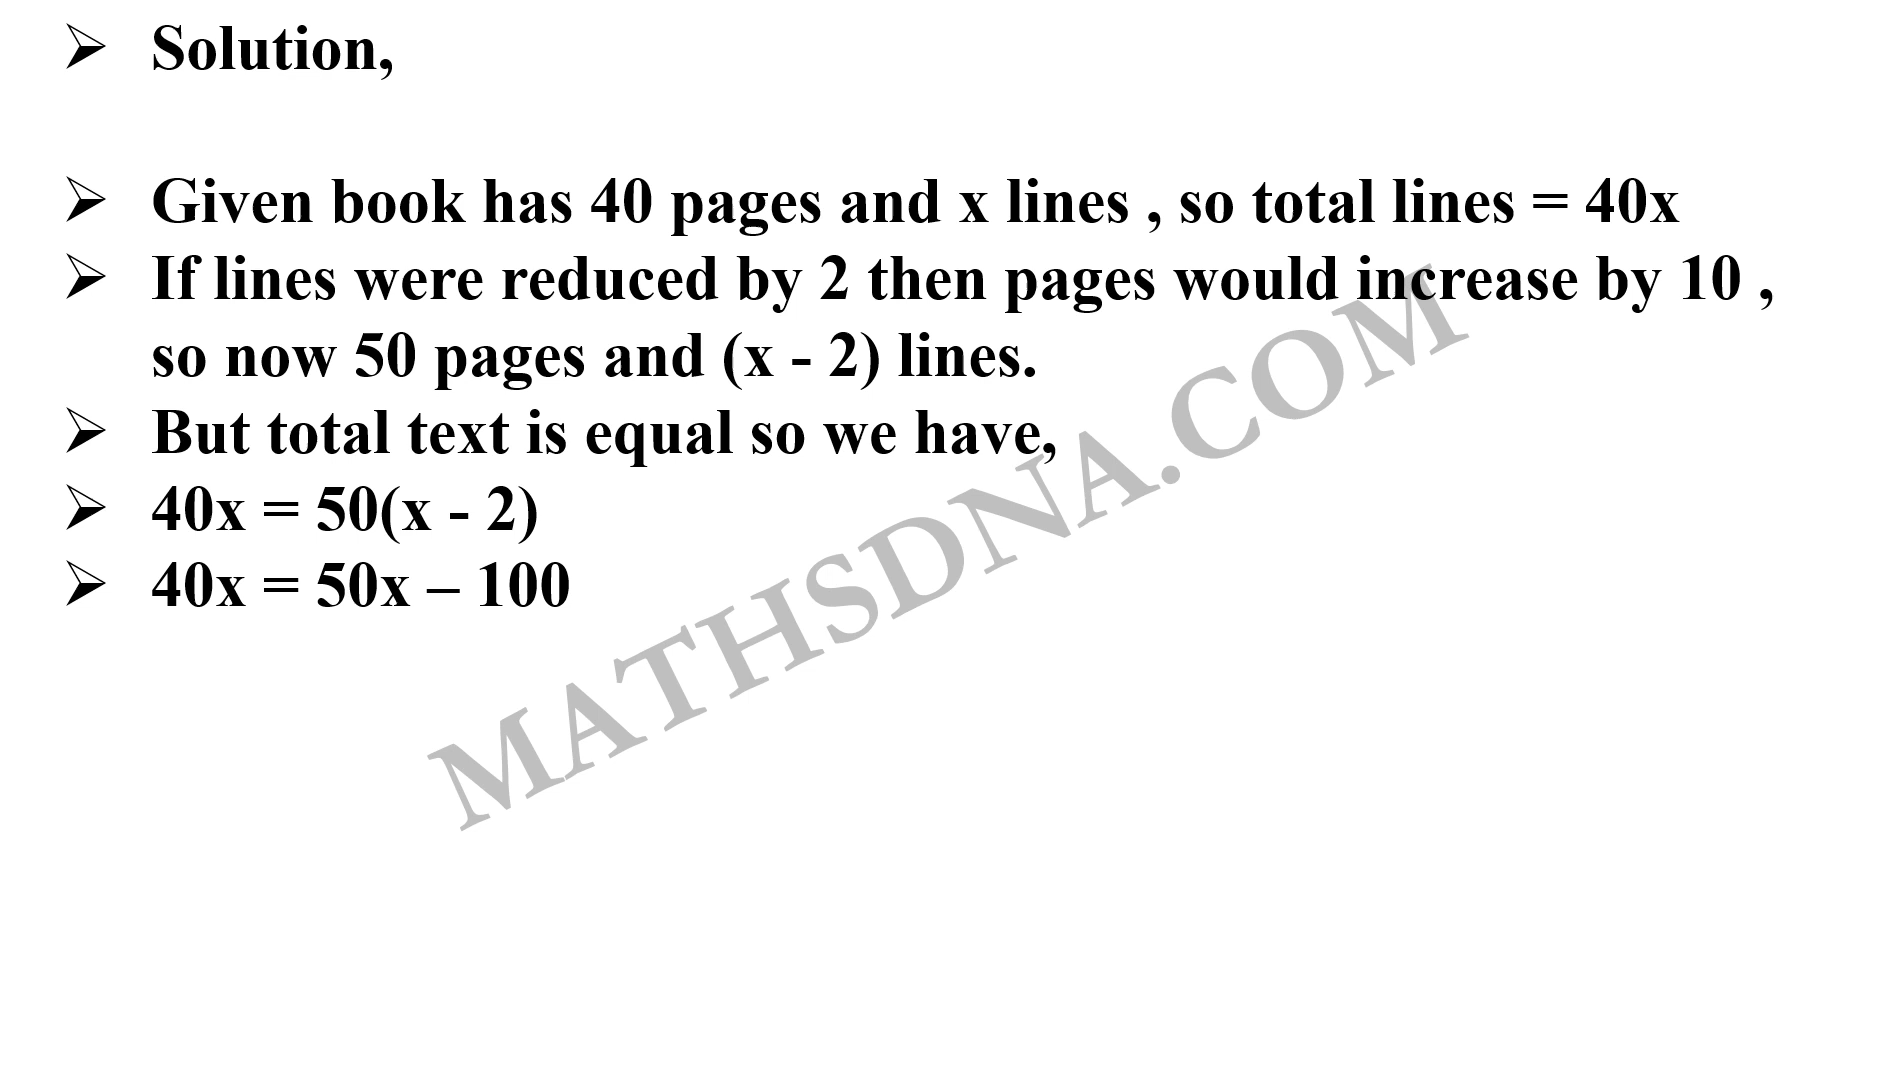 ➢ Solution,
➢ Given book has 40 pages and x lines , so total lines = 40x
➢ If lines were reduced by 2 then pages would increase by 10 ,
so now 50 pages and (x - 2) lines.
➢ But total text is equal so we have,
➢ 40x = 50(x - 2)
➢ 40x = 50x – 100
MATHSDNA.COM